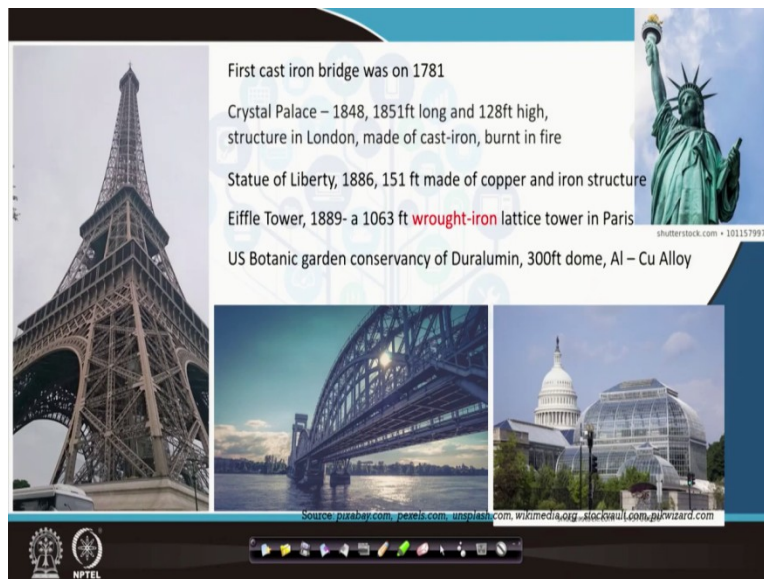 First cast iron bridge was on 1781
Crystal Palace – 1848, 1851ft long and 128ft high,
structure in London, made of cast-iron, burnt in fire
Statue of Liberty, 1886, 151 ft made of copper and iron structure
shutterstock.com • 101157997
Eiffle Tower, 1889- a 1063 ft wrought-iron lattice tower in Paris
US Botanic garden conservancy of Duralumin, 300ft dome, Al – Cu Alloy
Source: pixabay.com, pexels.com, unsplash.com, wikimedia.org, stockvault.com, pikwizard.com
NPTEL